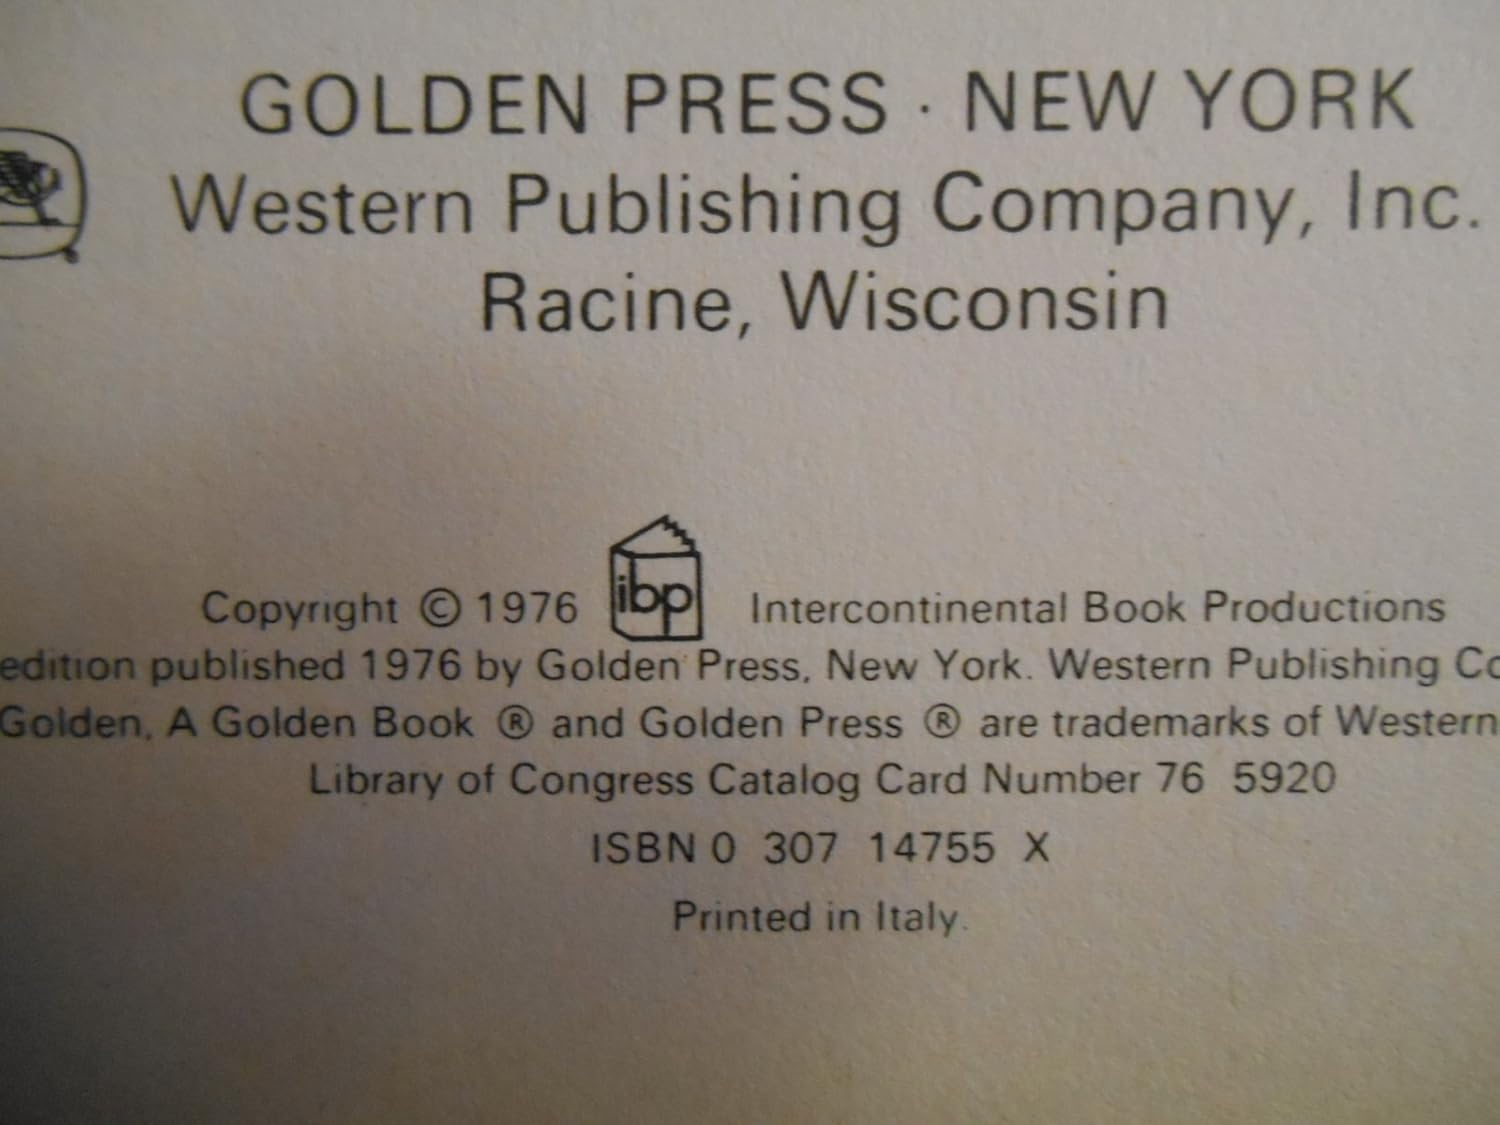 GOLDEN PRESS · NEW YORK
Western Publishing Company, Inc.
Racine, Wisconsin
Copyright © 1976 ibp Intercontinental Book Productions
edition published 1976 by Golden Press, New York. Western Publishing Co
Golden, A Golden Book ® and Golden Press ® are trademarks of Western
Library of Congress Catalog Card Number 76 5920
ISBN 0 307 14755 X
Printed in Italy.